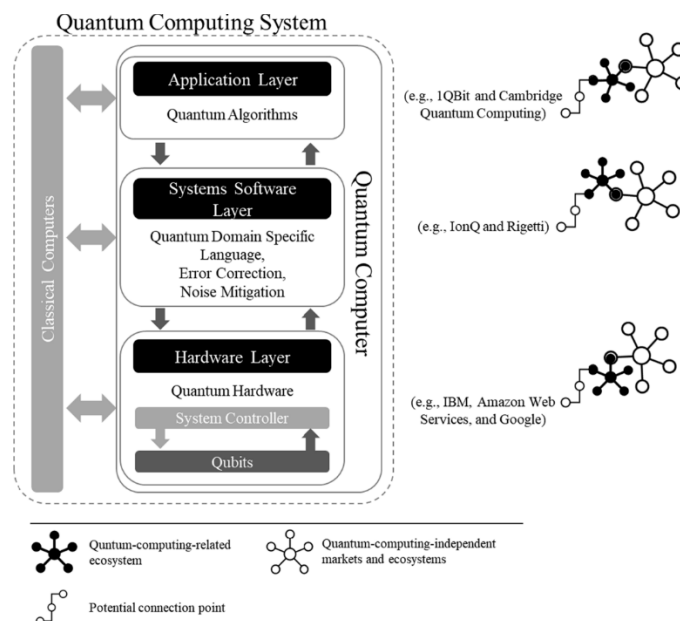 Quantum Computing System
Classical Computers
Quantum Computer
Application Layer
Quantum Algorithms
Systems Software
Layer
Quantum Domain Specific
Language,
Error Correction,
Noise Mitigation
Hardware Layer
Quantum Hardware
System Controller
Qubits
(e.g., 1QBit and Cambridge
Quantum Computing)
(e.g., IonQ and Rigetti)
(e.g., IBM, Amazon Web
Services, and Google)
Quntum-computing-related
ecosystem
Quantum-computing-independent
markets and ecosystems
Potential connection point